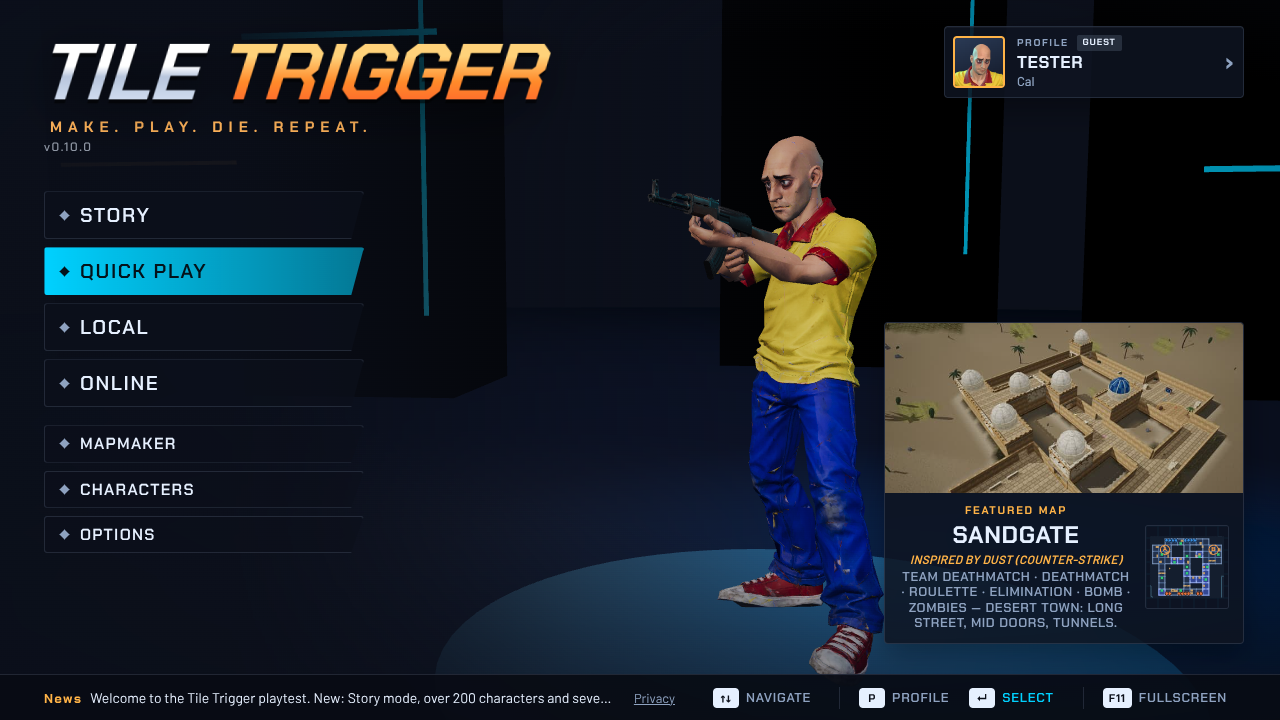 TILE TRIGGER
MAKE. PLAY. DIE. REPEAT.
v0.10.0
PROFILE GUEST
TESTER
Cal
STORY
QUICK PLAY
LOCAL
ONLINE
MAPMAKER
CHARACTERS
OPTIONS
FEATURED MAP
SANDGATE
INSPIRED BY DUST (COUNTER-STRIKE)
TEAM DEATHMATCH · DEATHMATCH
· ROULETTE · ELIMINATION · BOMB ·
ZOMBIES — DESERT TOWN: LONG
STREET, MID DOORS, TUNNELS.
News Welcome to the Tile Trigger playtest. New: Story mode, over 200 characters and seve... Privacy ↑↓ NAVIGATE P PROFILE ↵ SELECT F11 FULLSCREEN